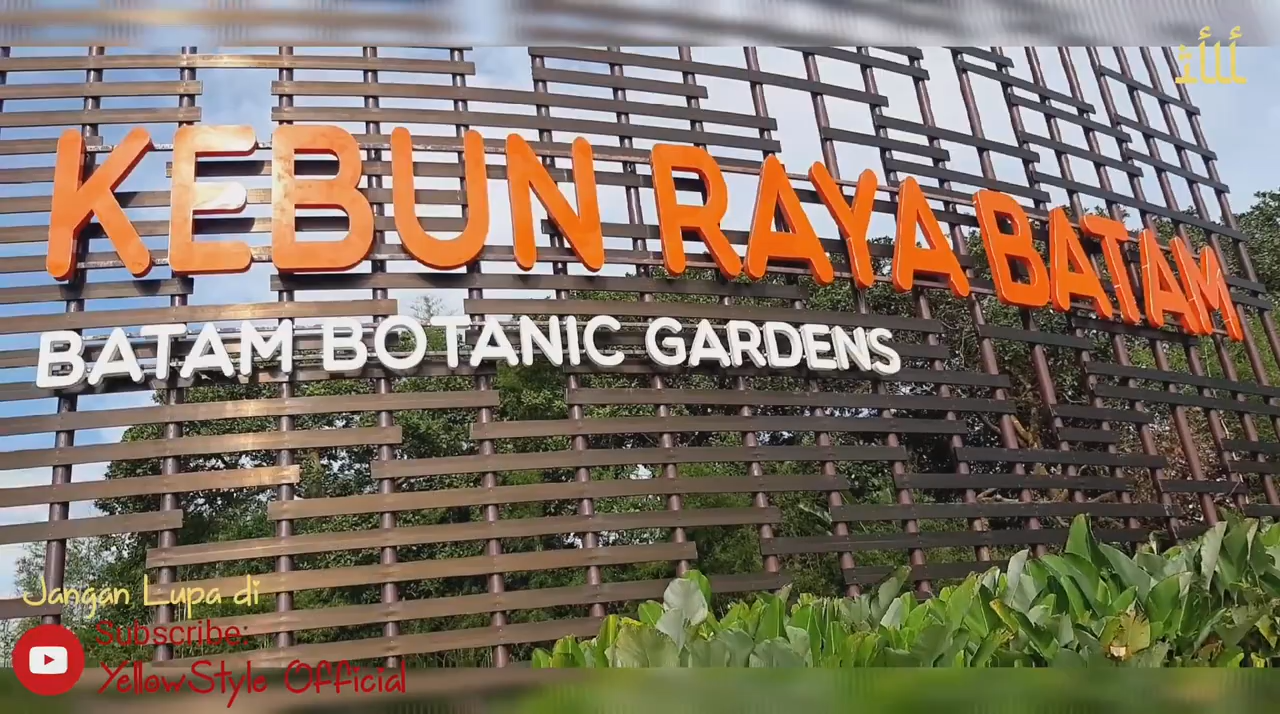 KEBUN RAYA BATAM
BATAM BOTANIC GARDENS
Jangan Lupa di
Subscribe:
YellowStyle Official